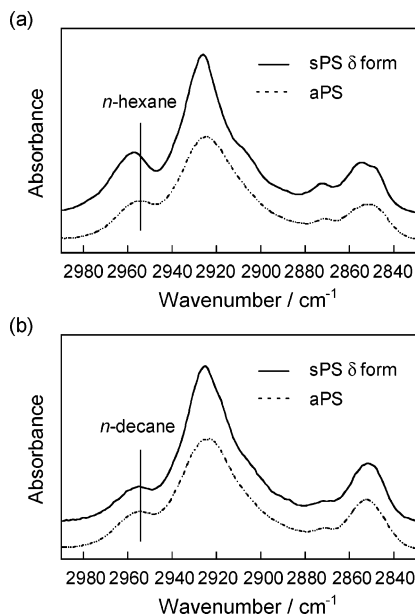 (a)
sPS δ form
aPS
n-hexane
Absorbance
2980 2960 2940 2920 2900 2880 2860 2840
Wavenumber / cm⁻¹
(b)
sPS δ form
aPS
n-decane
Absorbance
2980 2960 2940 2920 2900 2880 2860 2840
Wavenumber / cm⁻¹